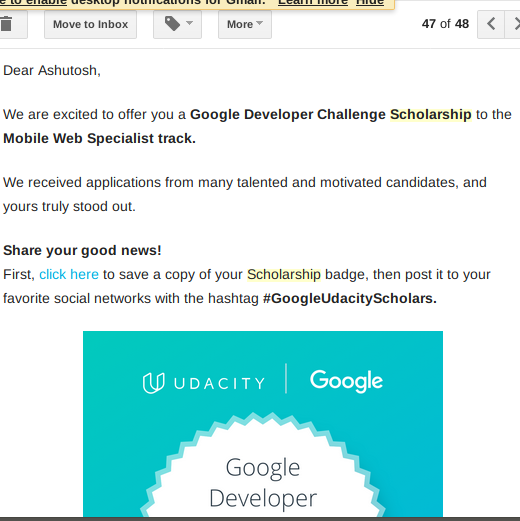 e to enable desktop notifications for Gmail. Learn more Hide
Move to Inbox More 47 of 48
Dear Ashutosh,
We are excited to offer you a Google Developer Challenge Scholarship to the
Mobile Web Specialist track.
We received applications from many talented and motivated candidates, and
yours truly stood out.
Share your good news!
First, click here to save a copy of your Scholarship badge, then post it to your
favorite social networks with the hashtag #GoogleUdacityScholars.
UDACITY Google
Google
Developer